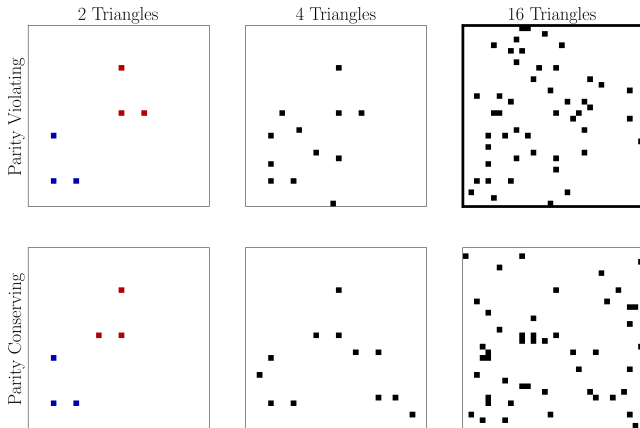 2 Triangles
4 Triangles
16 Triangles
Parity Violating
Parity Conserving